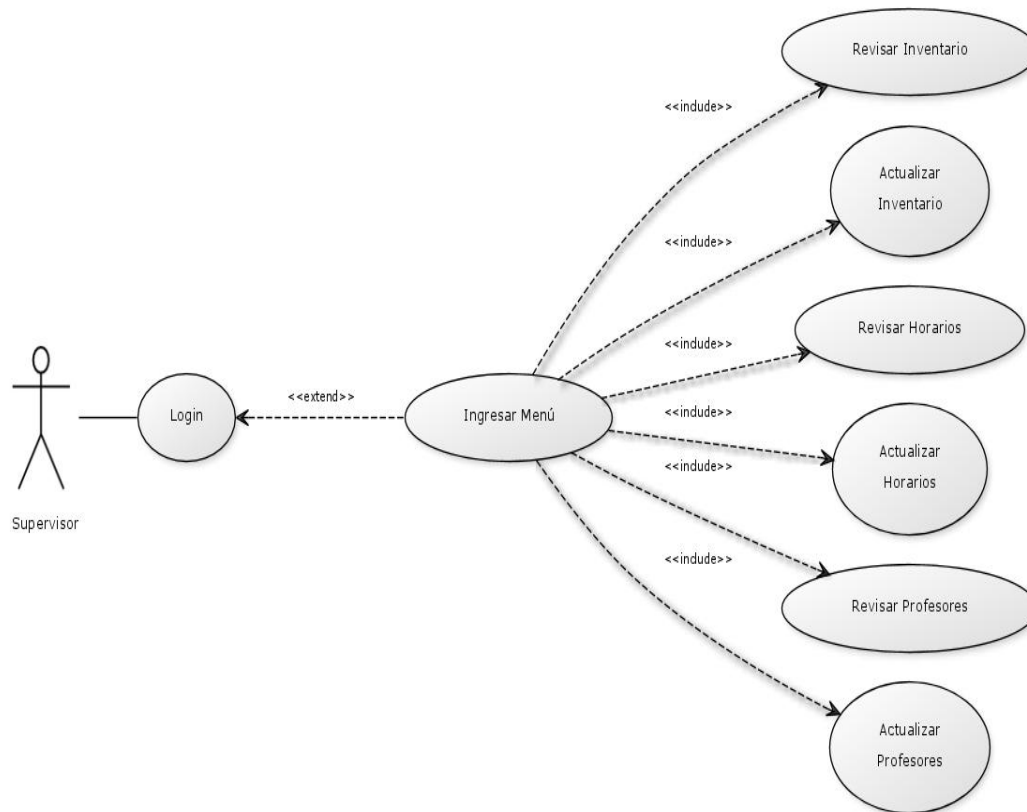 Revisar Inventario
<<include>>
Actualizar
Inventario
<<include>>
Revisar Horarios
<<include>>
Login
<<extend>>
Ingresar Menú
<<include>>
Actualizar
Horarios
<<include>>
Supervisor
<<include>>
Revisar Profesores
Actualizar
Profesores